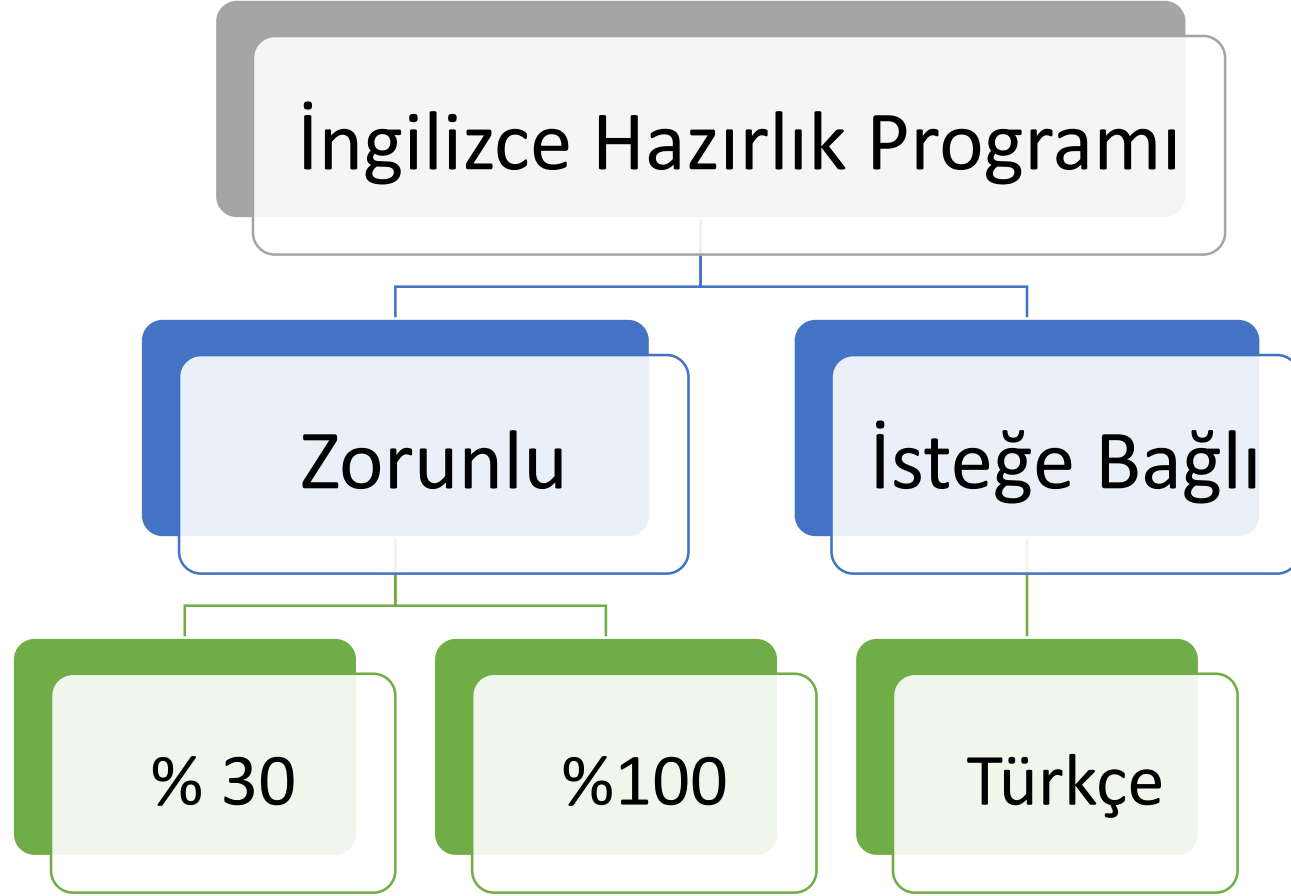 İngilizce Hazırlık Programı
Zorunlu
İsteğe Bağlı
% 30
%100
Türkçe